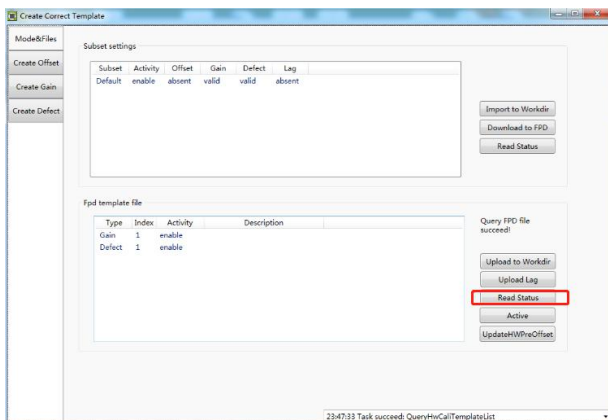 Create Correct Template
Mode&Files
Create Offset
Create Gain
Create Defect
Subset settings
Subset Activity Offset Gain Defect Lag
Default enable absent valid valid absent
Import to Workdir
Download to FPD
Read Status
Fpd template file
Type Index Activity Description
Gain 1 enable
Defect 1 enable
Query FPD file
succeed!
Upload to Workdir
Upload Lag
Read Status
Active
UpdateHWPreOffset
23:47:33 Task succeed: QueryHwCaliTemplateList